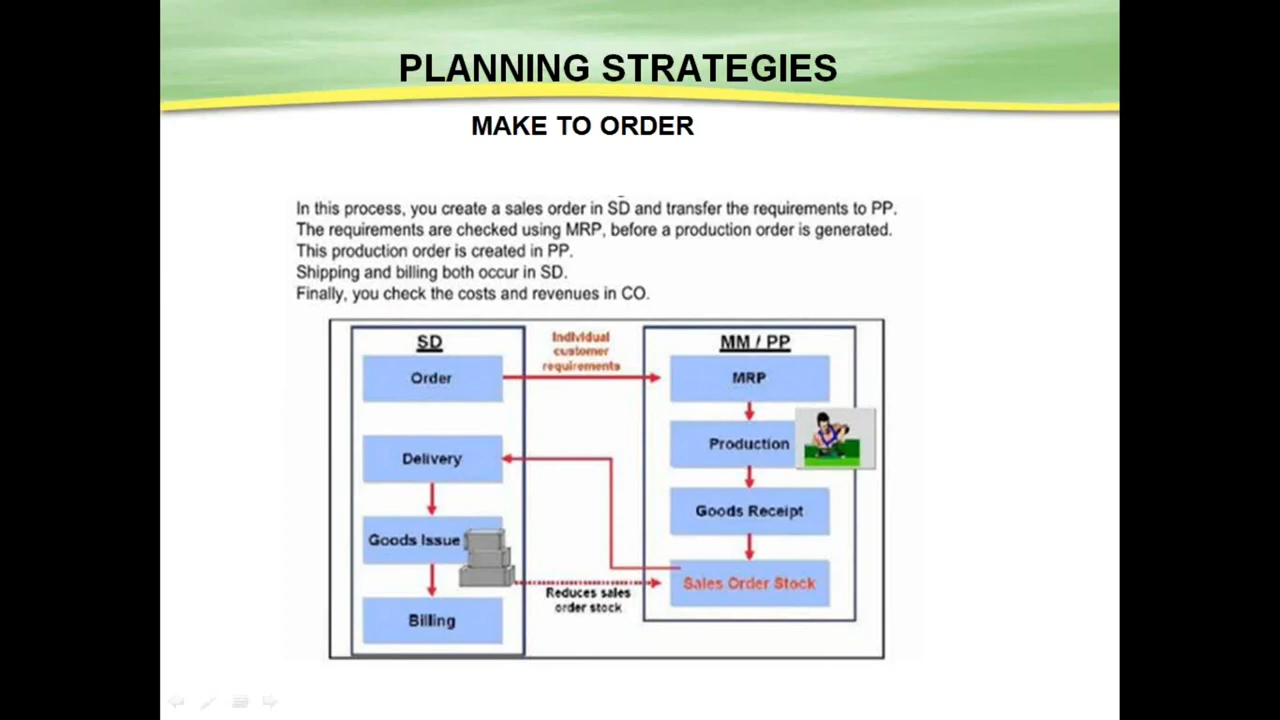 PLANNING STRATEGIES
MAKE TO ORDER
In this process, you create a sales order in SD and transfer the requirements to PP.
The requirements are checked using MRP, before a production order is generated.
This production order is created in PP.
Shipping and billing both occur in SD.
Finally, you check the costs and revenues in CO.
SD
Individual
customer
requirements
MM / PP
Order
MRP
Production
Delivery
Goods Receipt
Goods Issue
Sales Order Stock
Reduces sales
order stock
Billing